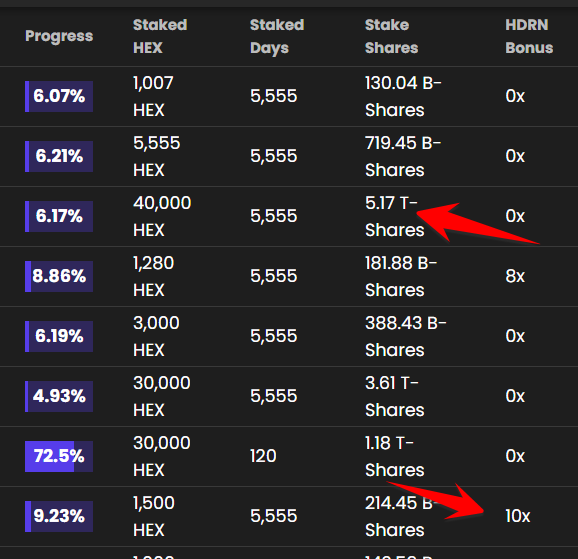 Progress
Staked HEX
Staked Days
Stake Shares
HDRN Bonus
6.07%
1,007 HEX
5,555
130.04 B-Shares
0x
6.21%
5,555 HEX
5,555
719.45 B-Shares
0x
6.17%
40,000 HEX
5,555
5.17 T-Shares
0x
8.86%
1,280 HEX
5,555
181.88 B-Shares
8x
6.19%
3,000 HEX
5,555
388.43 B-Shares
0x
4.93%
30,000 HEX
5,555
3.61 T-Shares
0x
72.5%
30,000 HEX
120
1.18 T-Shares
0x
9.23%
1,500 HEX
5,555
214.45 B-Shares
10x